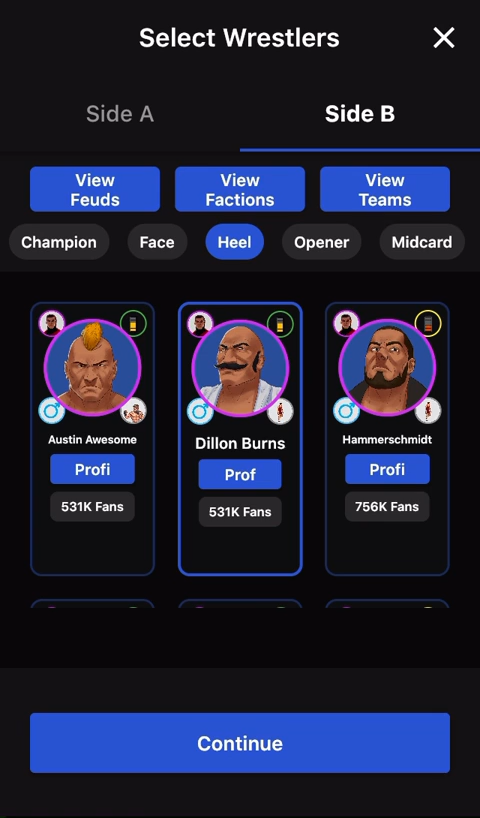 Select Wrestlers
Side A
Side B
View
Feuds
View
Factions
View
Teams
Champion
Face
Heel
Opener
Midcard
Austin Awesome
Profi
531K Fans
Dillon Burns
Prof
531K Fans
Hammerschmidt
Profi
756K Fans
Continue